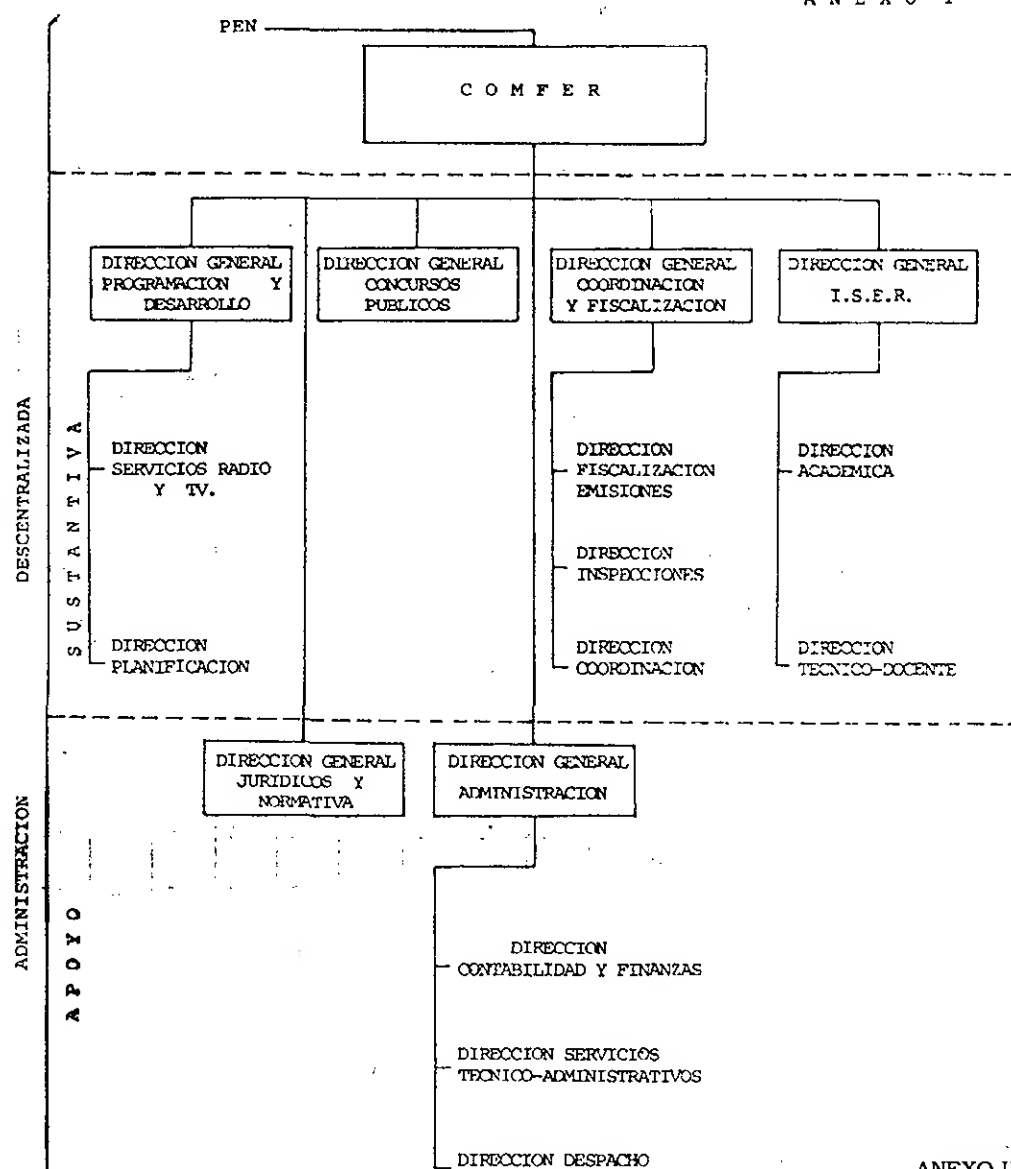 ANEXO I
PEN
COMFER
DIRECCION GENERAL
PROGRAMACION Y
DESARROLLO
DIRECCION GENERAL
CONCURSOS
PUBLICOS
DIRECCION GENERAL
COORDINACION
Y FISCALIZACION
DIRECCION GENERAL
I.S.E.R.
DESCENTRALIZADA
SUSTANTIVA
DIRECCION
SERVICIOS RADIO
Y TV.
DIRECCION
FISCALIZACION
EMISIONES
DIRECCION
ACADEMICA
DIRECCION
INSPECCIONES
DIRECCION
PLANIFICACION
DIRECCION
COORDINACION
DIRECCION
TECNICO-DOCENTE
DIRECCION GENERAL
JURIDICOS Y
NORMATIVA
DIRECCION GENERAL
ADMINISTRACION
ADMINISTRACION
APOYO
DIRECCION
CONTABILIDAD Y FINANZAS
DIRECCION SERVICIOS
TECNICO-ADMINISTRATIVOS
DIRECCION DESPACHO